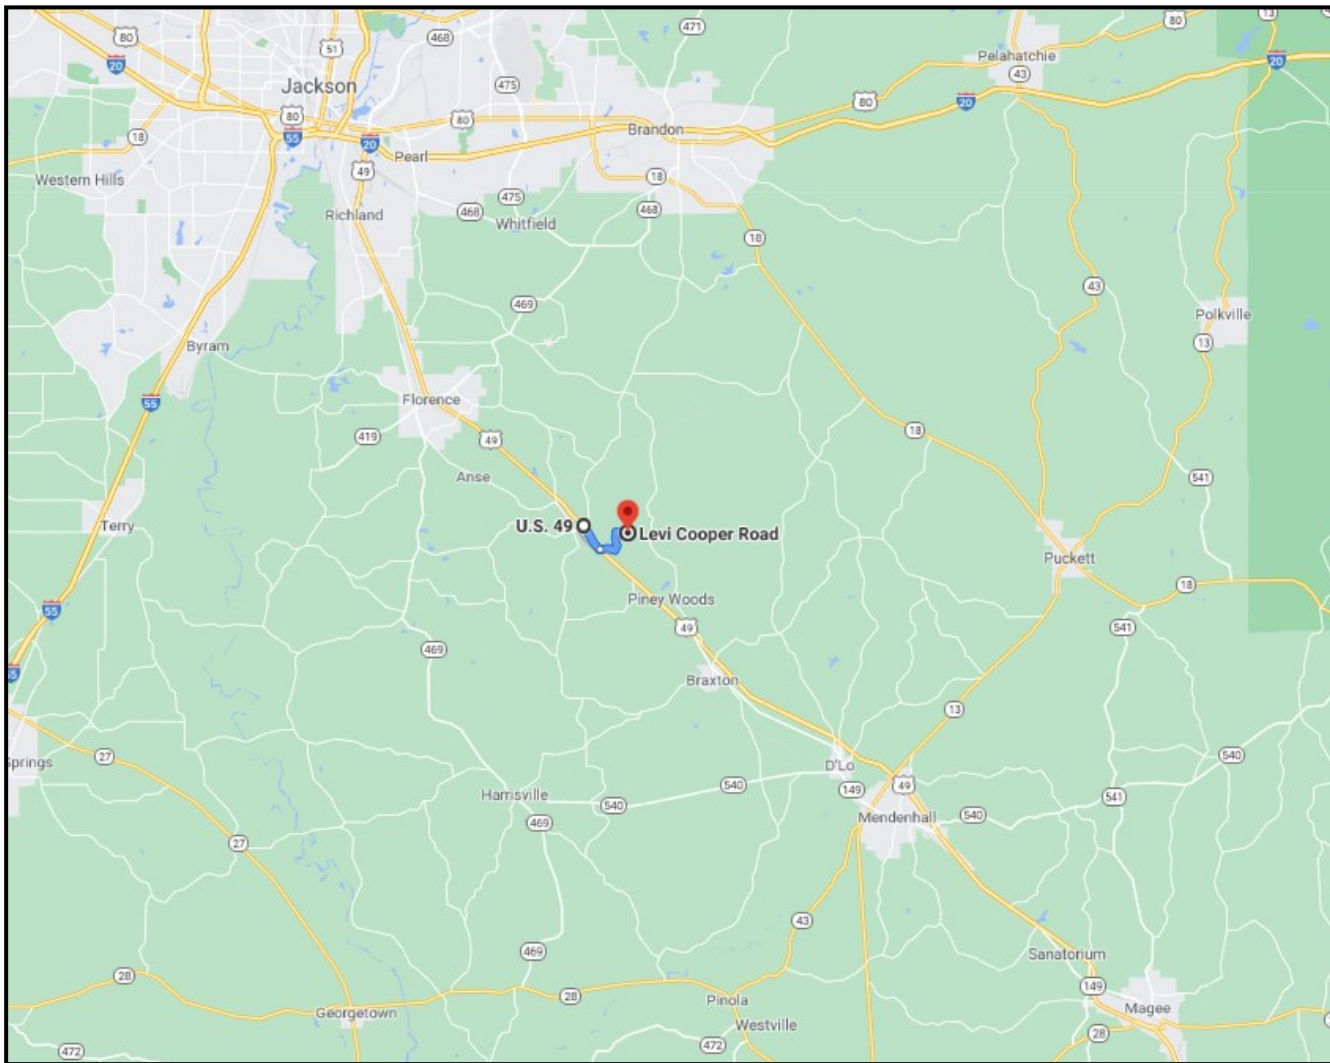 80
51
468
471
80
13
20
Pelahatchie
43
20
Jackson
475
80
80
20
18
55
20
80
Brandon
Pearl
49
Western Hills
18
475
468
468
Richland
Whitfield
18
43
469
Polkville
Byram
13
55
Florence
419
49
18
Anse
541
Terry
U.S. 49
Levi Cooper Road
Puckett
18
55
Piney Woods
49
541
469
Braxton
13
Springs
27
D'Lo
540
540
149
49
Harrisville
540
541
469
Mendenhall
540
27
43
469
Sanatorium
28
28
149
Pinola
Georgetown
Westville
Magee
28
472
472